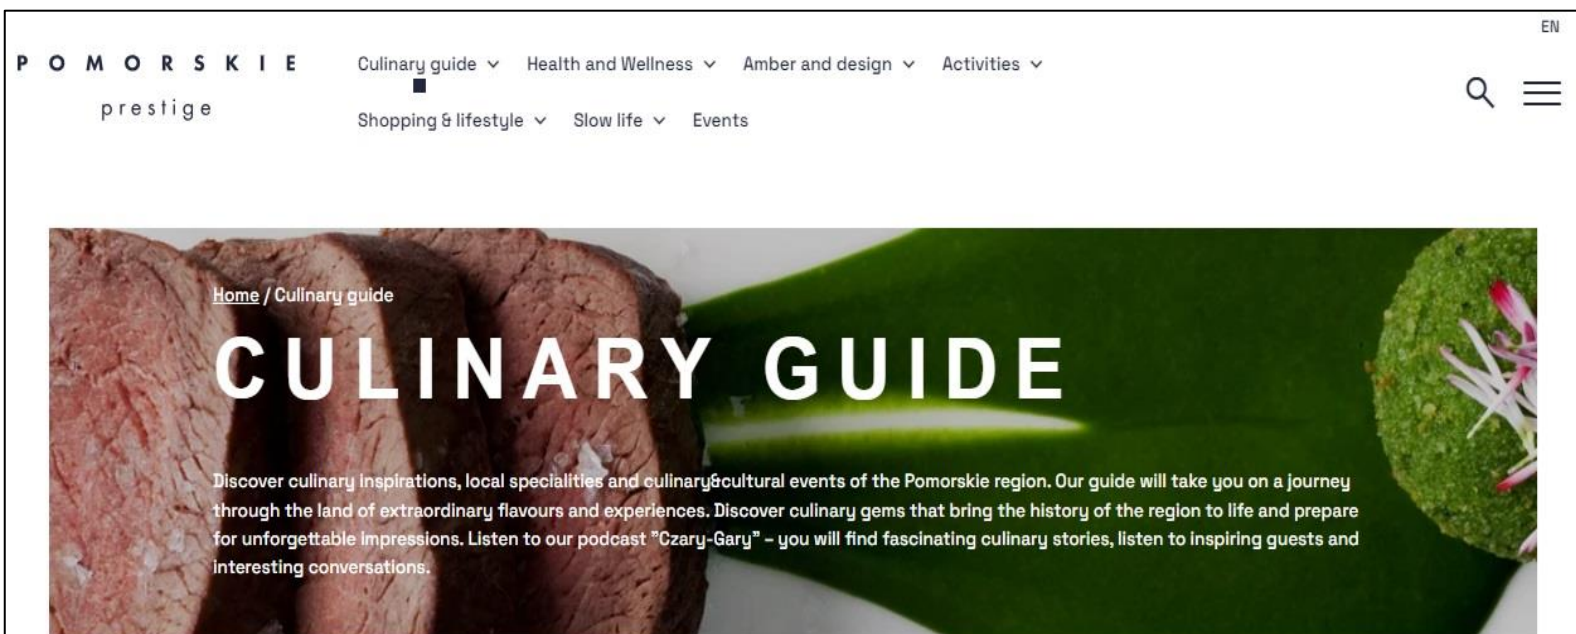 EN
POMORSKIE
prestige
Culinary guide Health and Wellness Amber and design Activities
Shopping & lifestyle Slow life Events
Home / Culinary guide
CULINARY GUIDE
Discover culinary inspirations, local specialities and culinary&cultural events of the Pomorskie region. Our guide will take you on a journey
through the land of extraordinary flavours and experiences. Discover culinary gems that bring the history of the region to life and prepare
for unforgettable impressions. Listen to our podcast "Czary-Gary" – you will find fascinating culinary stories, listen to inspiring guests and
interesting conversations.